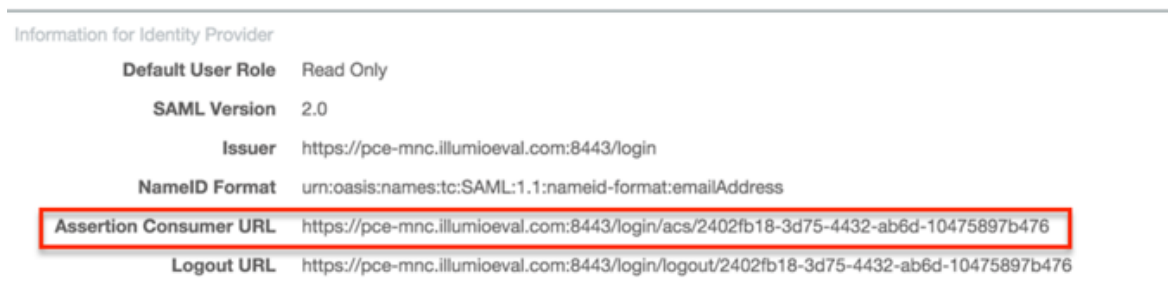 Information for Identity Provider
Default User Role Read Only
SAML Version 2.0
Issuer https://pce-mnc.illumioeval.com:8443/login
NameID Format urn:oasis:names:tc:SAML:1.1:nameid-format:emailAddress
Assertion Consumer URL https://pce-mnc.illumioeval.com:8443/login/acs/2402fb18-3d75-4432-ab6d-10475897b476
Logout URL https://pce-mnc.illumioeval.com:8443/login/logout/2402fb18-3d75-4432-ab6d-10475897b476